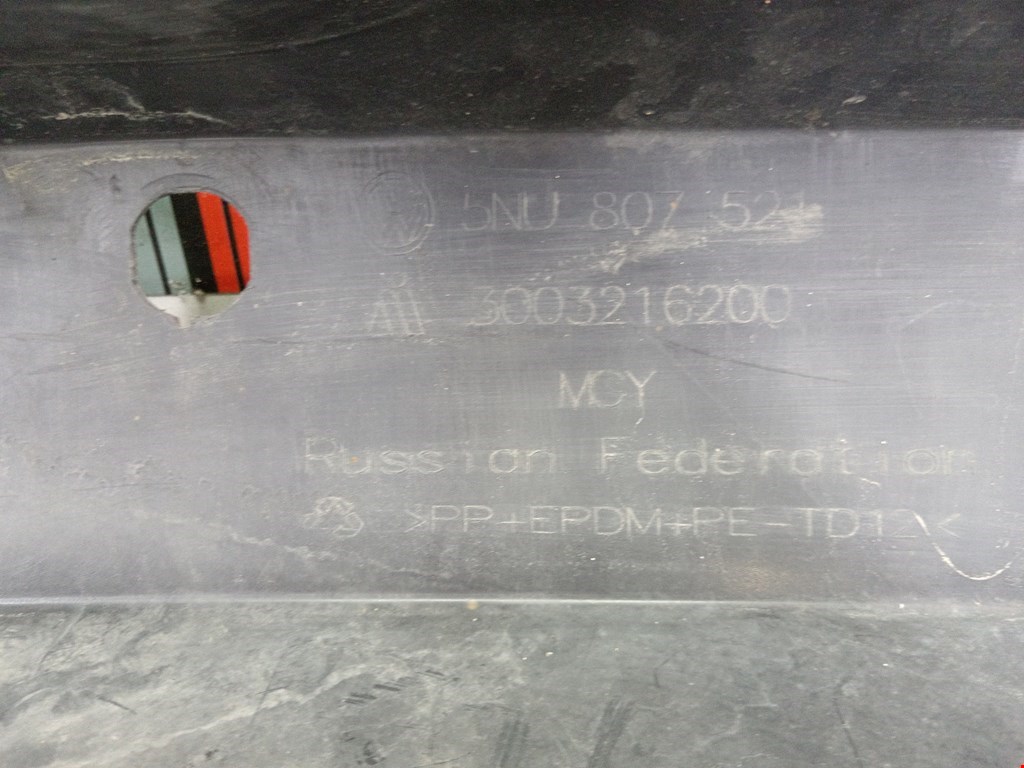 5NU 807 521
3003216200
MCY
Russian Federation
>PP+EPDM+PE-TD12<